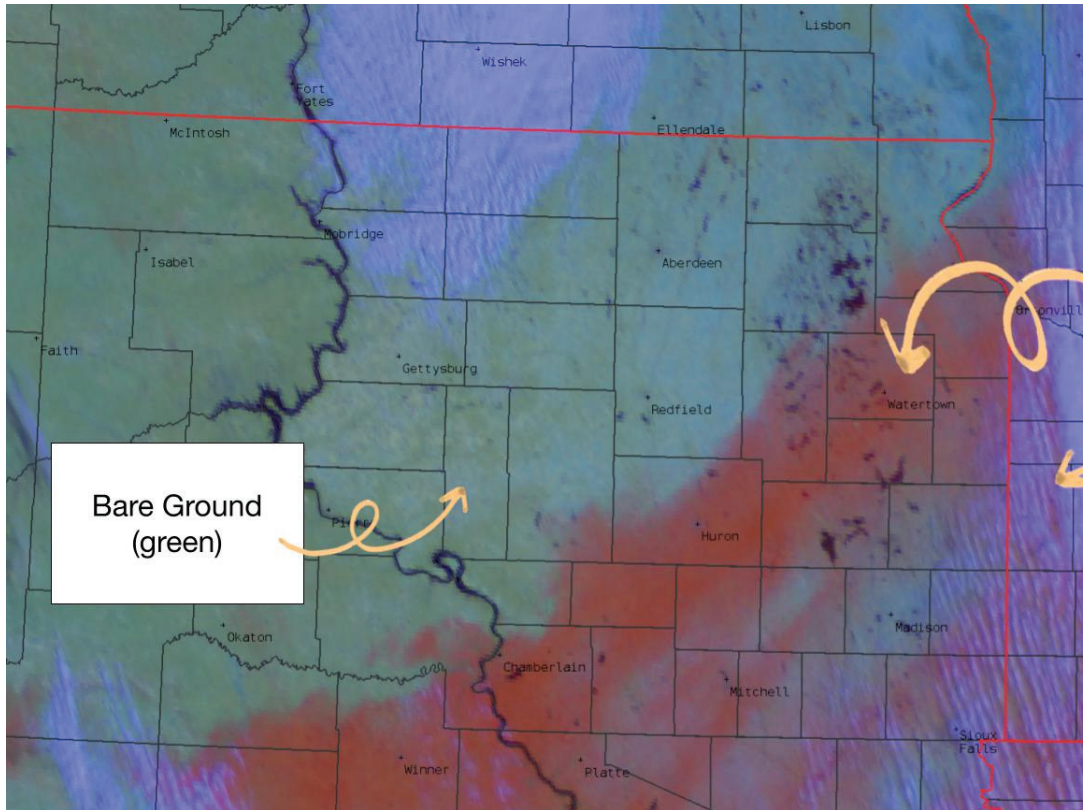 Lisbon
Wishek
Fort
Yates
McIntosh
Ellendale
Mobridge
Isabel
Aberdeen
Faith
Gettysburg
Redfield
Watertown
Bare Ground
(green)
Huron
Okaton
Madison
Chamberlain
Mitchell
Sioux
Falls
Winner
Platte